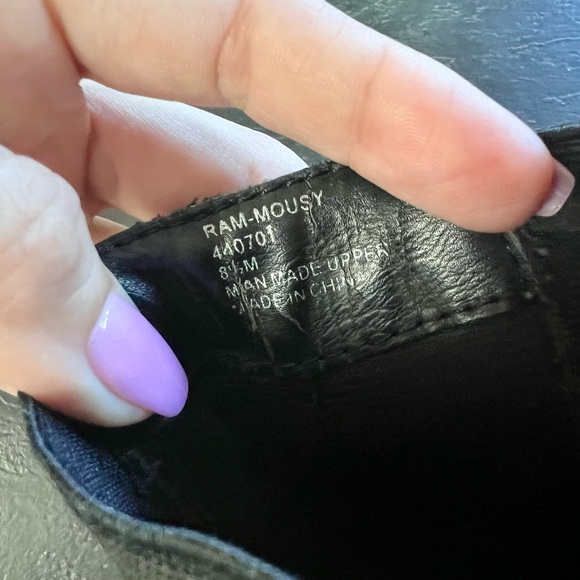 RAM-MOUSY
440701
8½M
MAN MADE UPPER
MADE IN CHINA